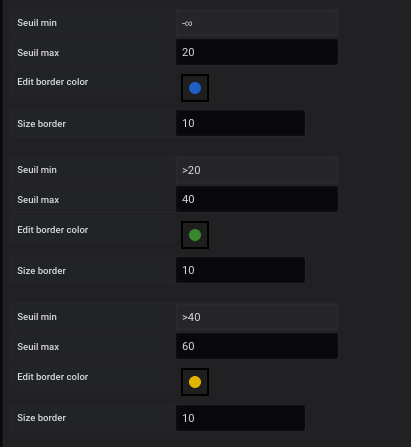 Seuil min -∞
Seuil max 20
Edit border color
Size border 10
Seuil min >20
Seuil max 40
Edit border color
Size border 10
Seuil min >40
Seuil max 60
Edit border color
Size border 10